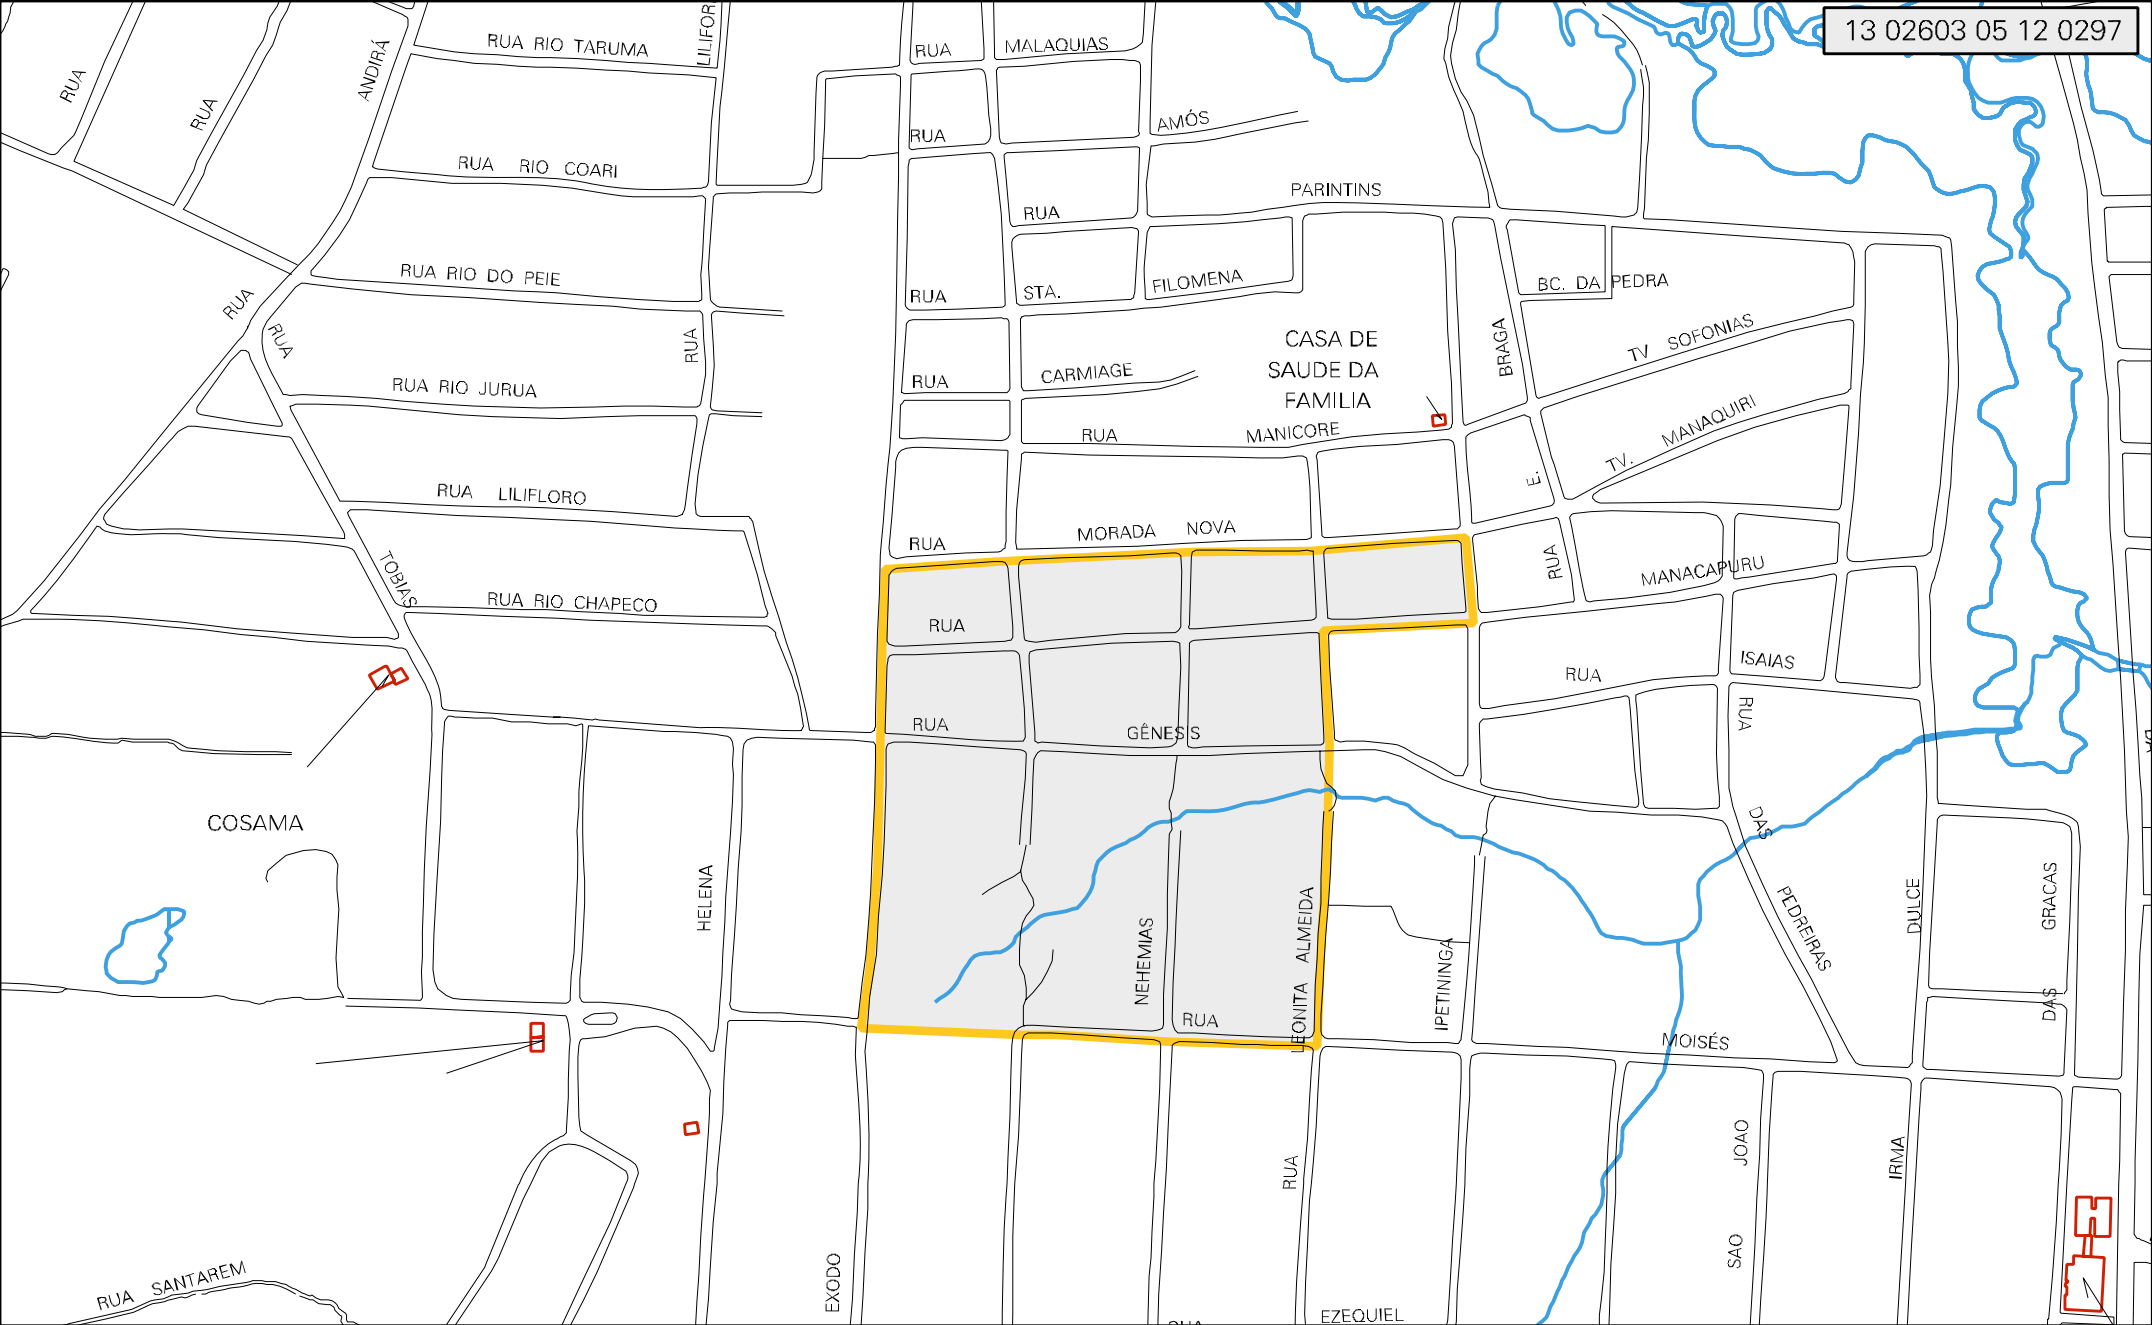 13 02603 05 12 0297
RUA RIO TARUMA
LILIFOR
RUA MALAQUIAS
ANDIRÁ
RUA
RUA
RUA AMÓS
RUA RIO COARI
PARINTINS
RUA
RUA RIO DO PEIE
RUA STA. FILOMENA
BC. DA PEDRA
RUA
RUA
RUA
CASA DE
SAUDE DA
FAMILIA
BRAGA
TV SOFONIAS
RUA RIO JURUA
RUA CARMIAGE
RUA MANICORE
TV. MANAQUIRI
E.
RUA LILIFLORO
RUA MORADA NOVA
RUA
MANACAPURU
TOBIAS
RUA RIO CHAPECO
RUA
RUA ISAIAS
RUA GÊNESIS
RUA
DAS
PEDREIRAS
COSAMA
HELENA
NEHEMIAS
LEONITA ALMEIDA
IPETININGA
DULCE
DAS GRACAS
RUA
MOISÉS
RUA
SAO JOAO
IRMA
EXODO
RUA SANTAREM
EZEQUIEL